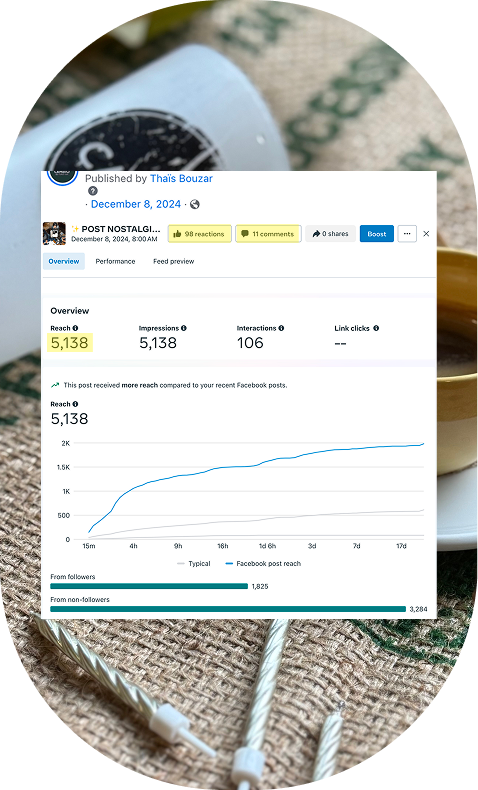 Published by Thaïs Bouzar
· December 8, 2024 ·
✨ POST NOSTALGI...
December 8, 2024, 8:00 AM
98 reactions
11 comments
0 shares
Boost
Overview
Performance
Feed preview
Overview
Reach
Impressions
Interactions
Link clicks
5,138
5,138
106
--
This post received more reach compared to your recent Facebook posts.
Reach
5,138
2K
1.5K
1K
500
0
15m 4h 9h 16h 1d 6h 3d 7d 17d
Typical
Facebook post reach
From followers
1,825
From non-followers
3,284